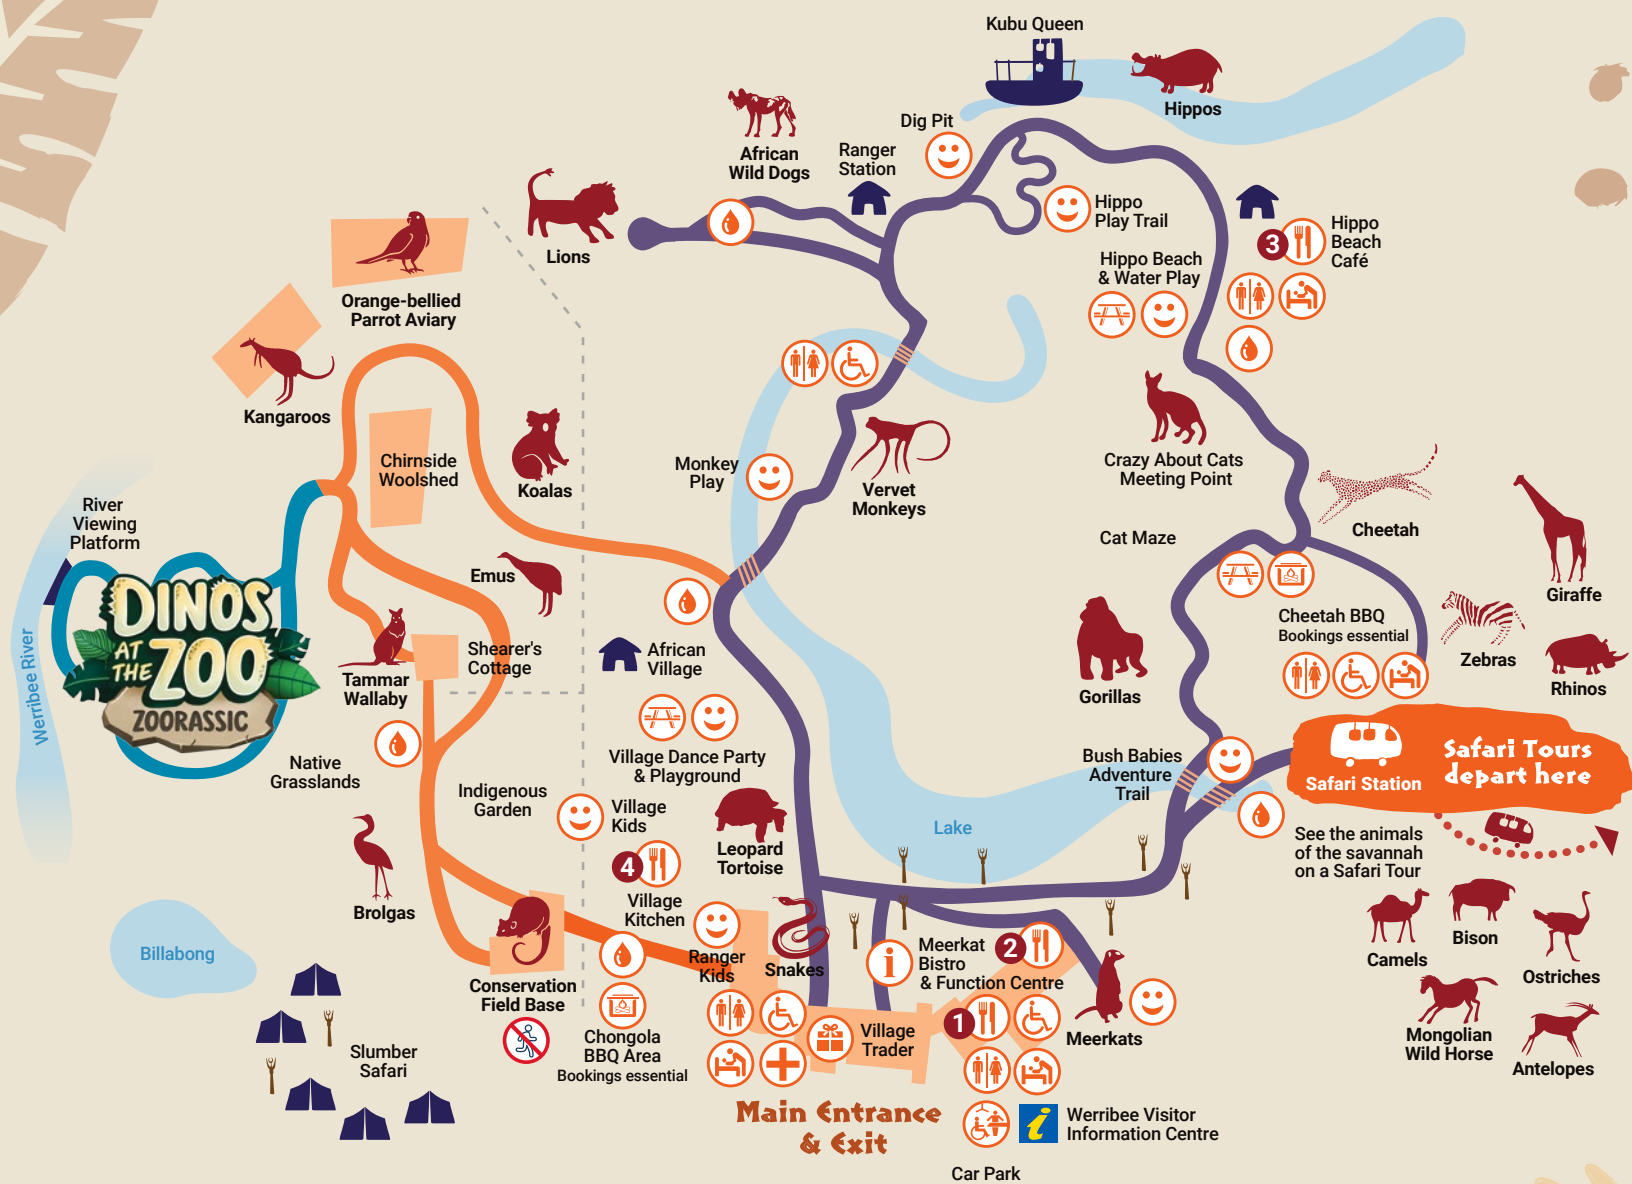 Kubu Queen
Hippos
Dig Pit
African
Wild Dogs
Ranger
Station
Hippo
Play Trail
Lions
Hippo
Beach
Café
3
Hippo Beach
& Water Play
Orange-bellied
Parrot Aviary
Kangaroos
Chirnside
Woolshed
Koalas
Monkey
Play
Vervet
Monkeys
Crazy About Cats
Meeting Point
Cat Maze
Cheetah
River
Viewing
Platform
Emus
Giraffe
Cheetah BBQ
Bookings essential
Zebras
Rhinos
DINOS
AT
THE
ZOO
ZOORASSIC
Werribee River
Shearer's
Cottage
Tammar
Wallaby
African
Village
Gorillas
Native
Grasslands
Village Dance Party
& Playground
Bush Babies
Adventure
Trail
Safari Station
Safari Tours
depart here
Indigenous
Garden
Village
Kids
Leopard
Tortoise
Lake
See the animals
of the savannah
on a Safari Tour
4
Village
Kitchen
Brolgas
Billabong
Ranger
Kids
Snakes
i
Meerkat
Bistro
& Function Centre
2
Camels
Bison
Ostriches
Conservation
Field Base
Chongola
BBQ Area
Bookings essential
Village
Trader
1
Meerkats
Mongolian
Wild Horse
Antelopes
Slumber
Safari
Main Entrance
& Exit
i
Werribee Visitor
Information Centre
Car Park